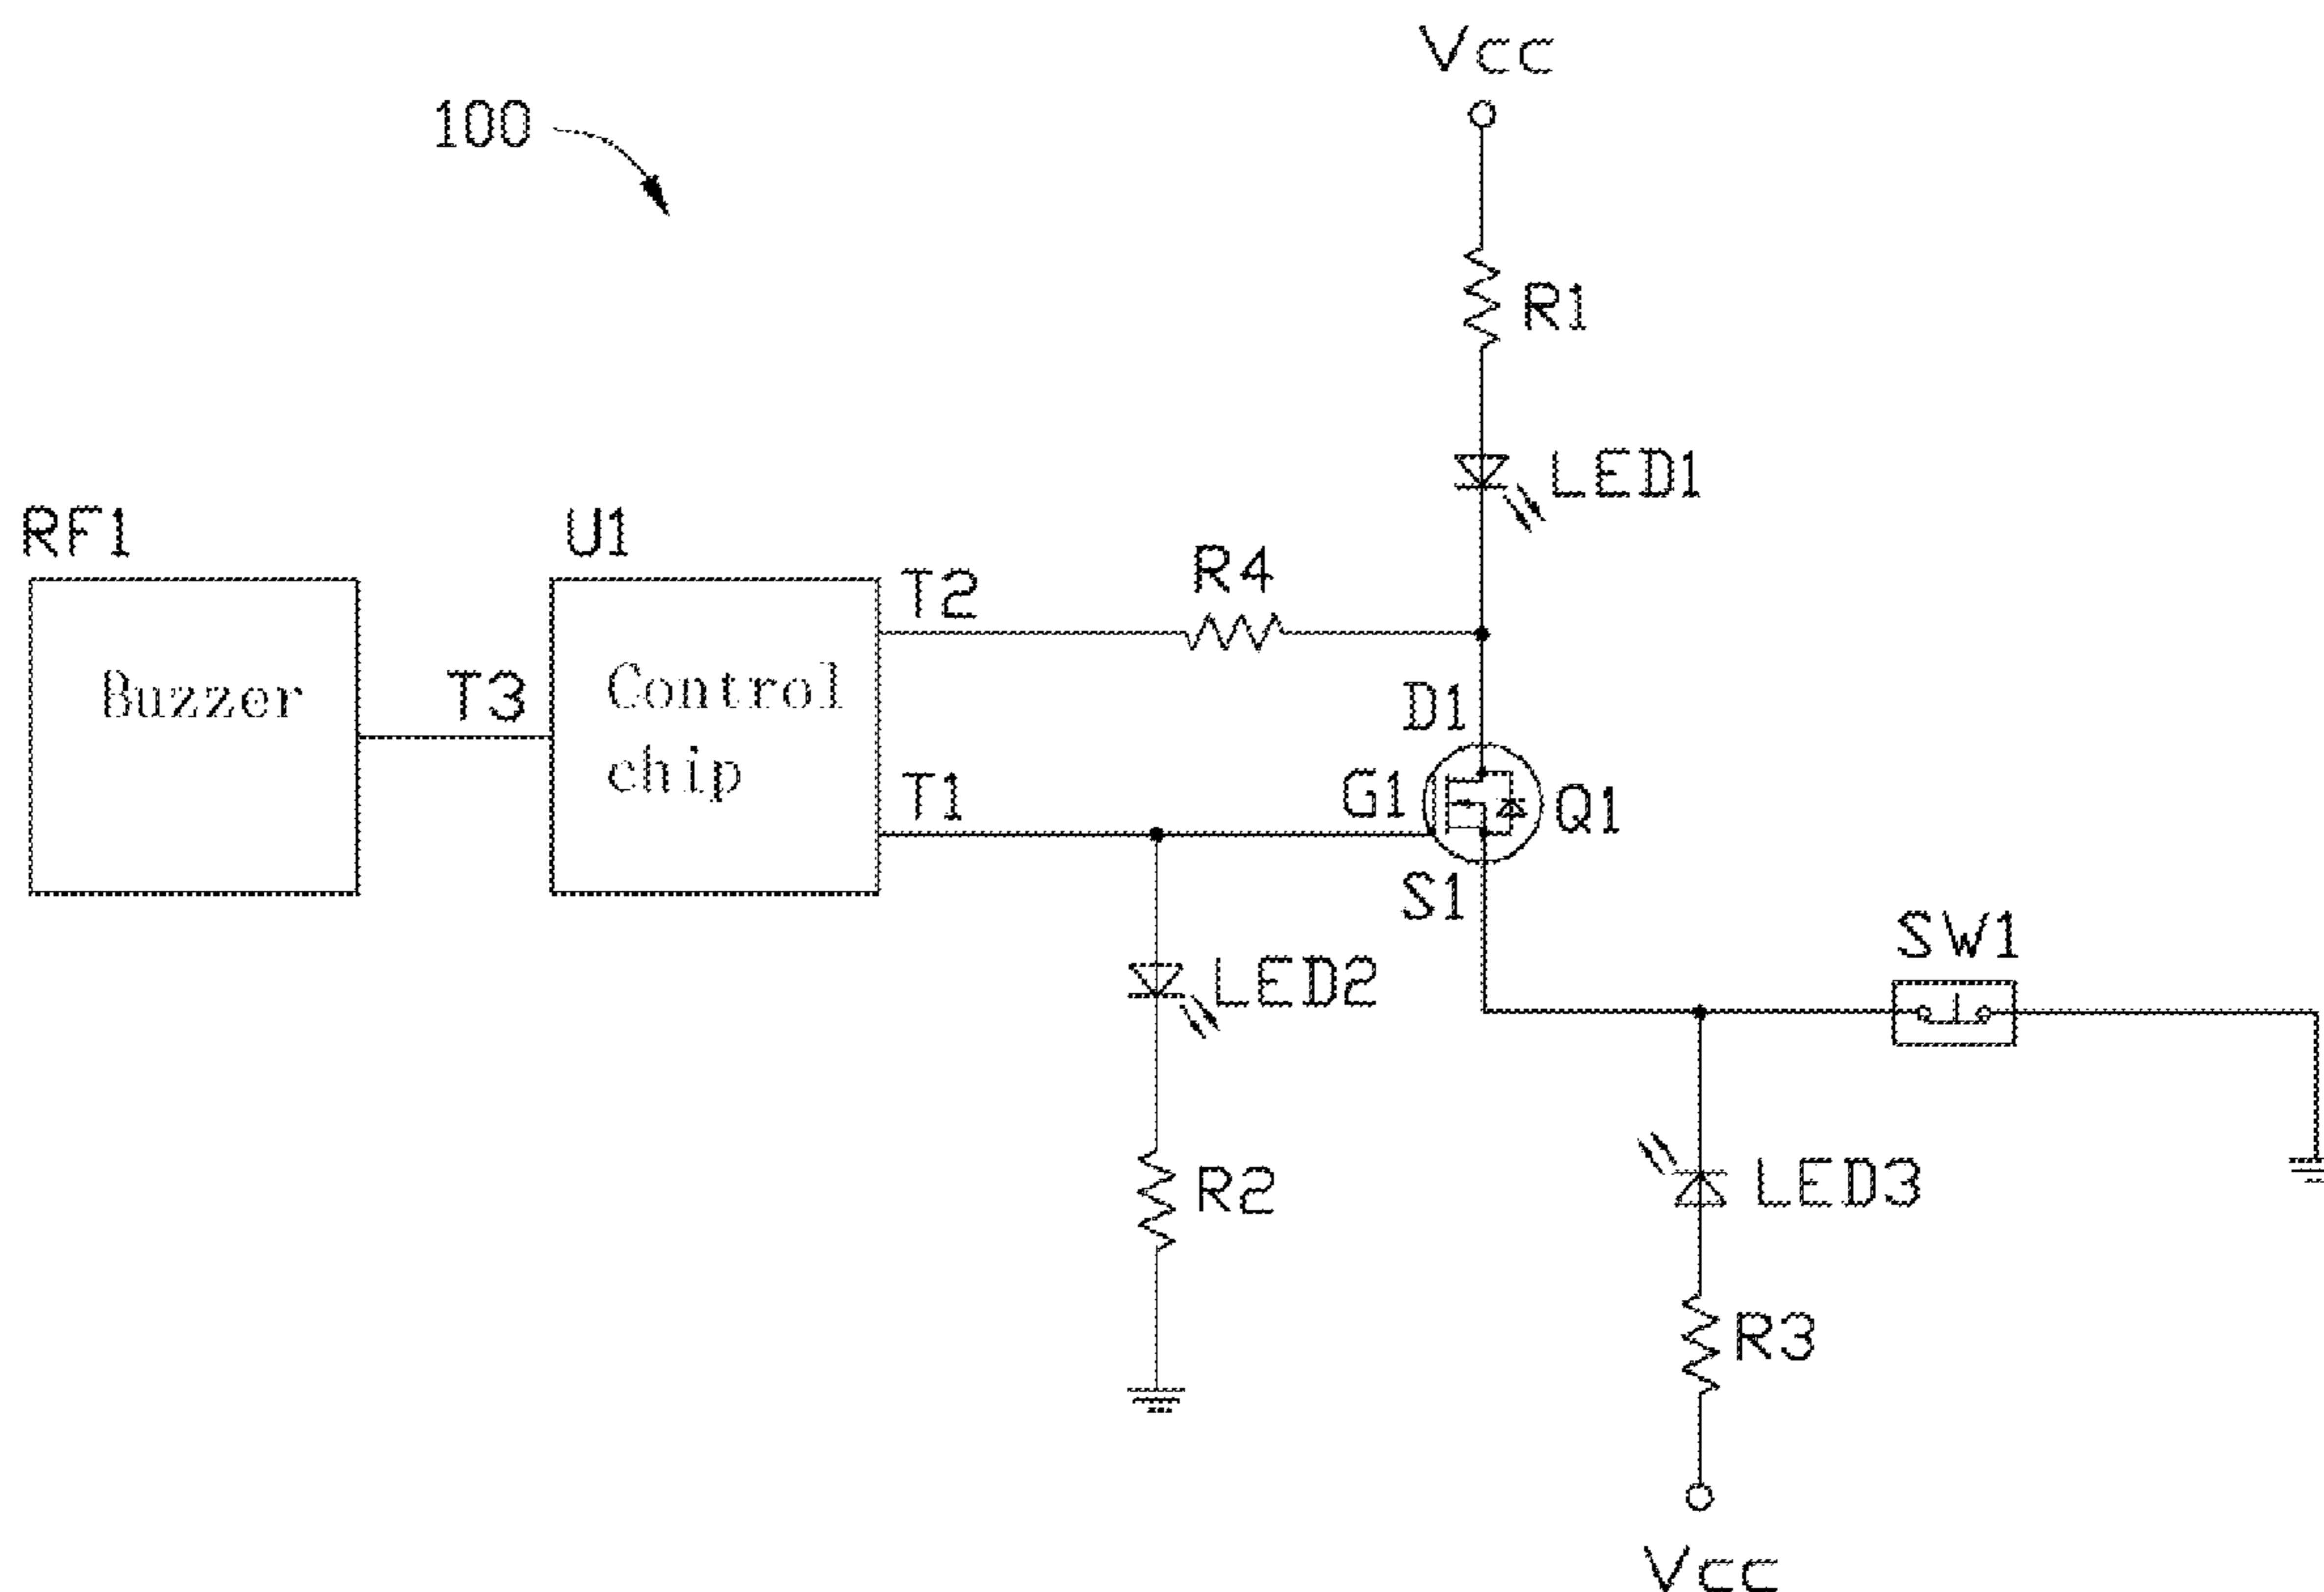 Vcc
100
R1
LED1
RF1
U1
R4
T2
Buzzer
T3
Control
chip
D1
T1
G1
Q1
S1
SW1
LED2
LED3
R2
R3
Vcc